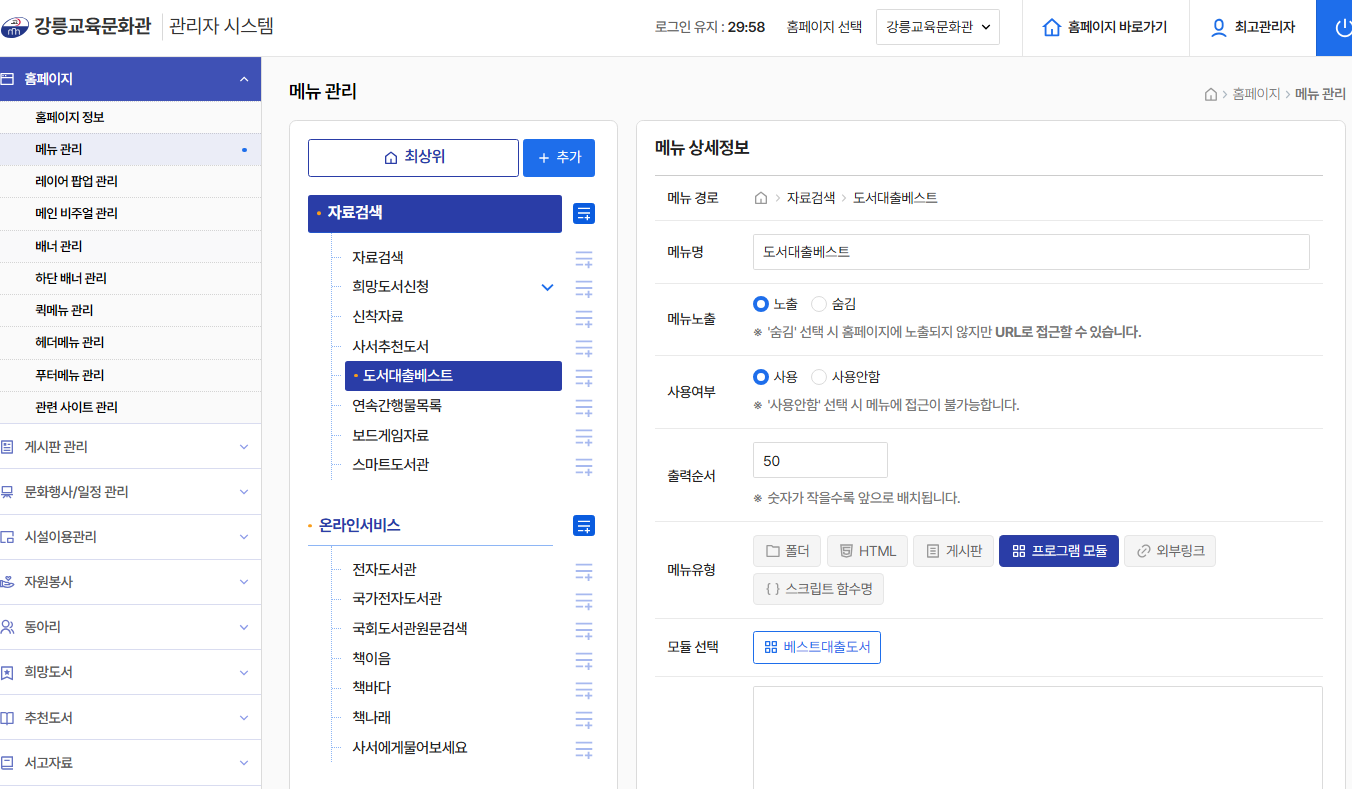 강릉교육문화관 관리자 시스템
로그인 유지 : 29:58 홈페이지 선택 강릉교육문화관 홈페이지 바로가기 최고관리자
홈페이지
홈페이지 정보
메뉴 관리
레이어 팝업 관리
메인 비주얼 관리
배너 관리
하단 배너 관리
퀵메뉴 관리
헤더메뉴 관리
푸터메뉴 관리
관련 사이트 관리
게시판 관리
문화행사/일정 관리
시설이용관리
자원봉사
동아리
희망도서
추천도서
서고자료
메뉴 관리
홈페이지 > 메뉴 관리
최상위
+ 추가
자료검색
자료검색
희망도서신청
신착자료
사서추천도서
도서대출베스트
연속간행물목록
보드게임자료
스마트도서관
온라인서비스
전자도서관
국가전자도서관
국회도서관원문검색
책이음
책바다
책나래
사서에게물어보세요
메뉴 상세정보
메뉴 경로 > 자료검색 > 도서대출베스트
메뉴명 도서대출베스트
메뉴노출 노출 숨김
※ '숨김' 선택 시 홈페이지에 노출되지 않지만 URL로 접근할 수 있습니다.
사용여부 사용 사용안함
※ '사용안함' 선택 시 메뉴에 접근이 불가능합니다.
출력순서 50
※ 숫자가 작을수록 앞으로 배치됩니다.
메뉴유형 폴더 HTML 게시판 프로그램 모듈 외부링크
{ } 스크립트 함수명
모듈 선택 베스트대출도서